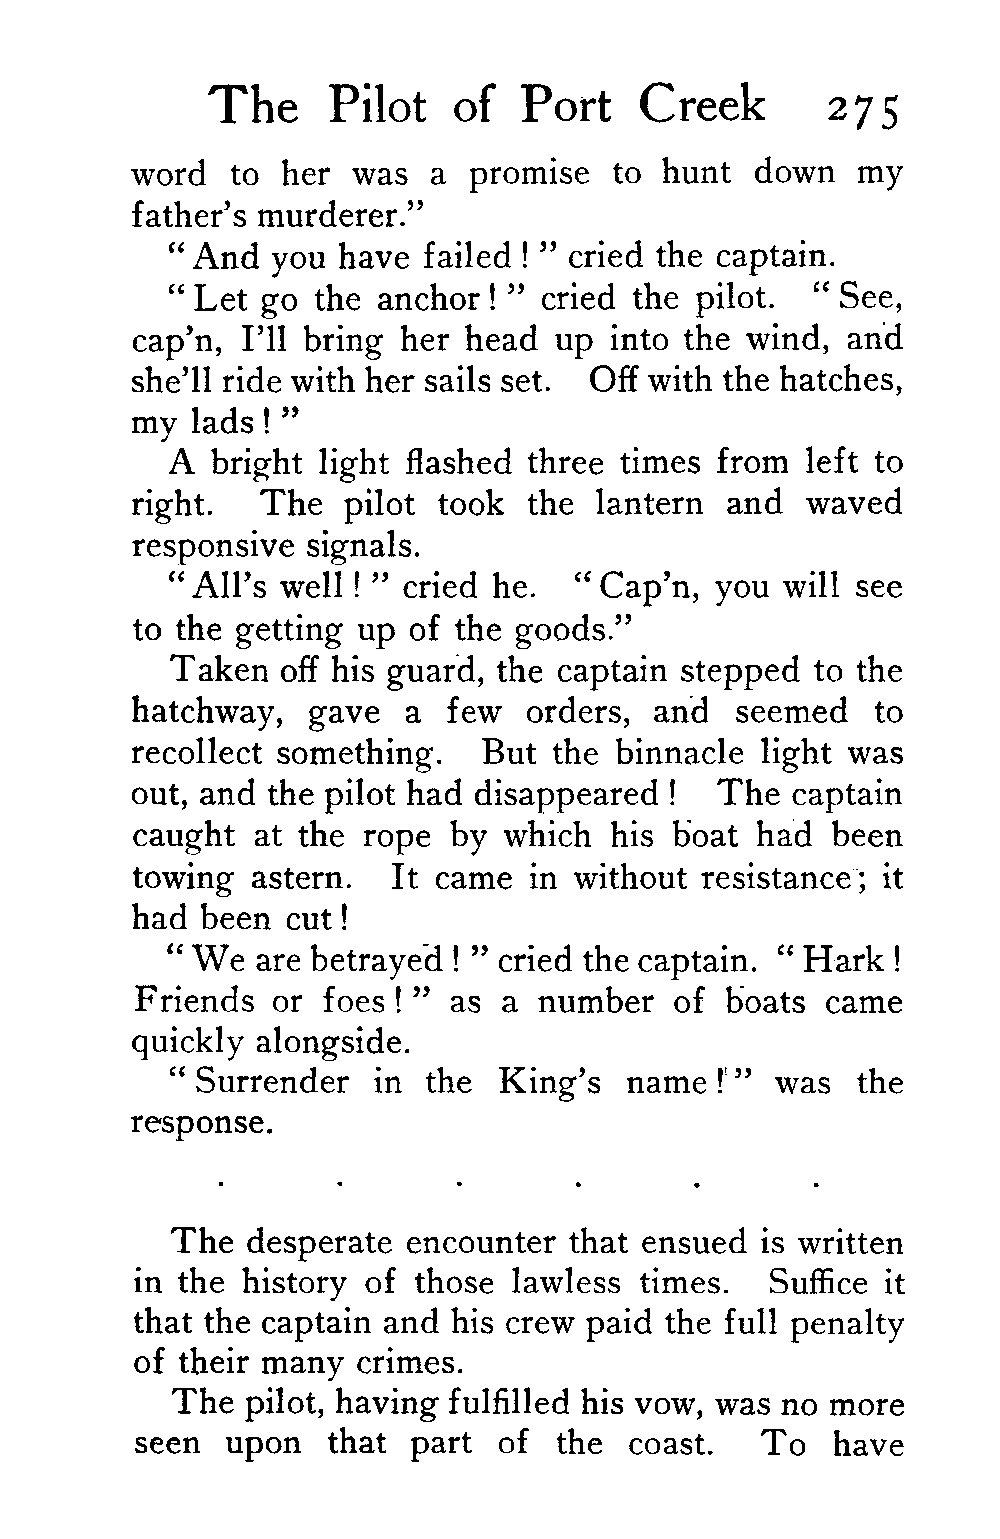 The Pilot of Port Creek 275
word to her was a promise to hunt down my
father's murderer.”
“And you have failed!” cried the captain.
“Let go the anchor!” cried the pilot. “See,
cap'n, I'll bring her head up into the wind, and
she'll ride with her sails set. Off with the hatches,
my lads!”
A bright light flashed three times from left to
right. The pilot took the lantern and waved
responsive signals.
“All's well!” cried he. “Cap'n, you will see
to the getting up of the goods.”
Taken off his guard, the captain stepped to the
hatchway, gave a few orders, and seemed to
recollect something. But the binnacle light was
out, and the pilot had disappeared! The captain
caught at the rope by which his boat had been
towing astern. It came in without resistance; it
had been cut!
“We are betrayed!” cried the captain. “Hark!
Friends or foes!” as a number of boats came
quickly alongside.
“Surrender in the King's name!” was the
response.
. . . . . .
The desperate encounter that ensued is written
in the history of those lawless times. Suffice it
that the captain and his crew paid the full penalty
of their many crimes.
The pilot, having fulfilled his vow, was no more
seen upon that part of the coast. To have